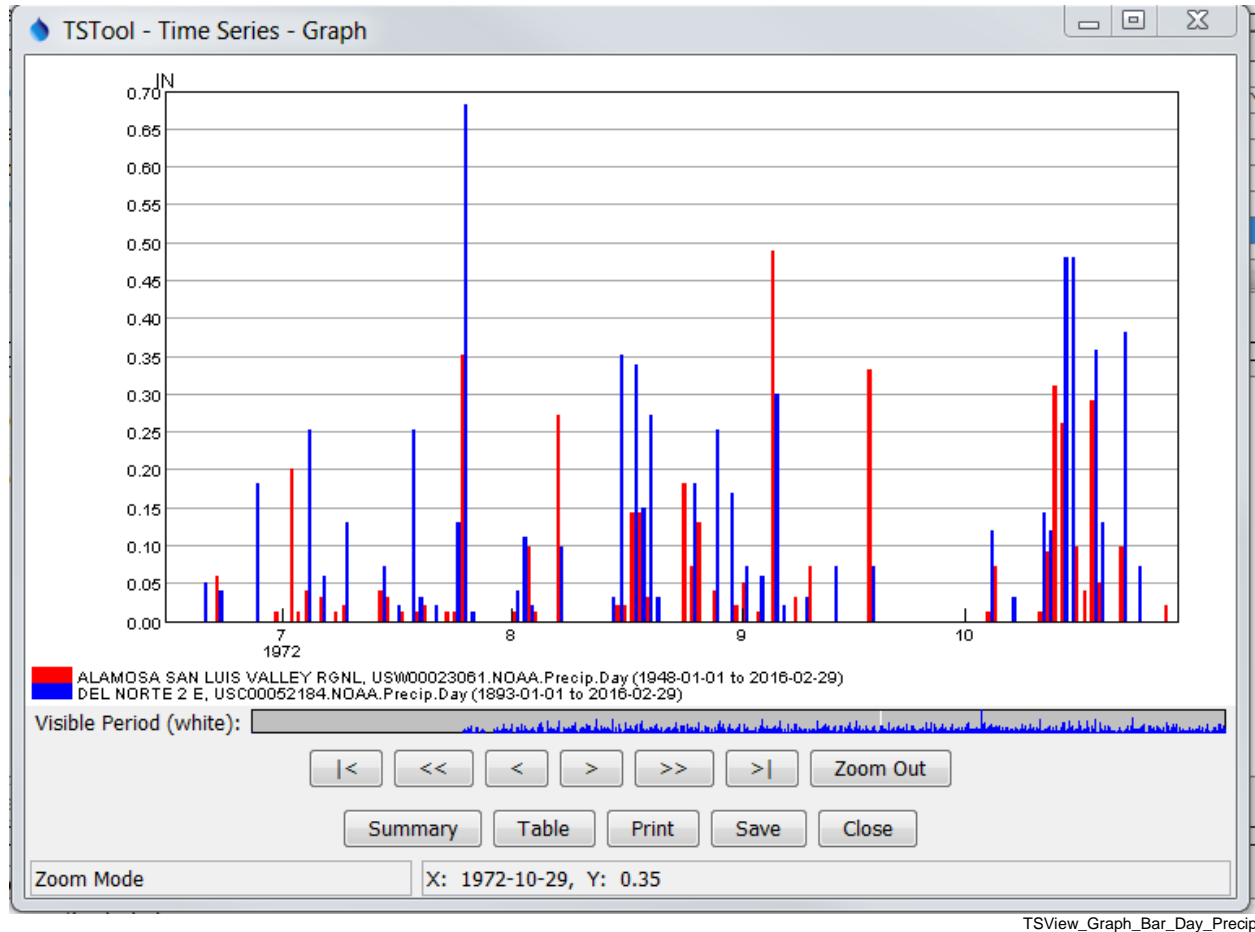 TSTool - Time Series - Graph
IN
0.70
0.65
0.60
0.55
0.50
0.45
0.40
0.35
0.30
0.25
0.20
0.15
0.10
0.05
0.00
7 8 9 10
1972
ALAMOSA SAN LUIS VALLEY RGNL, USW00023061.NOAA.Precip.Day (1948-01-01 to 2016-02-29)
DEL NORTE 2 E, USC00052184.NOAA.Precip.Day (1893-01-01 to 2016-02-29)
Visible Period (white):
|< << < > >> >| Zoom Out
Summary Table Print Save Close
Zoom Mode X: 1972-10-29, Y: 0.35
TSView_Graph_Bar_Day_Precip